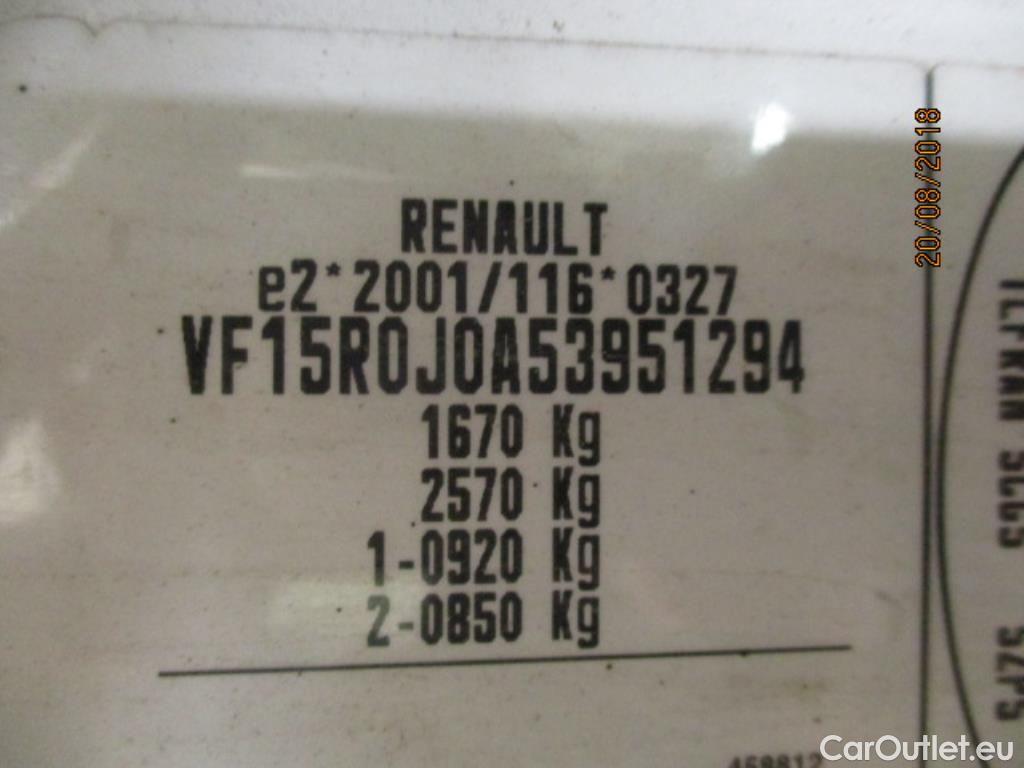 RENAULT
e2*2001/116*0327
VF15R0J0A53951294
1670 Kg
2570 Kg
1-0920 Kg
2-0850 Kg
20/08/2018
CarOutlet.eu